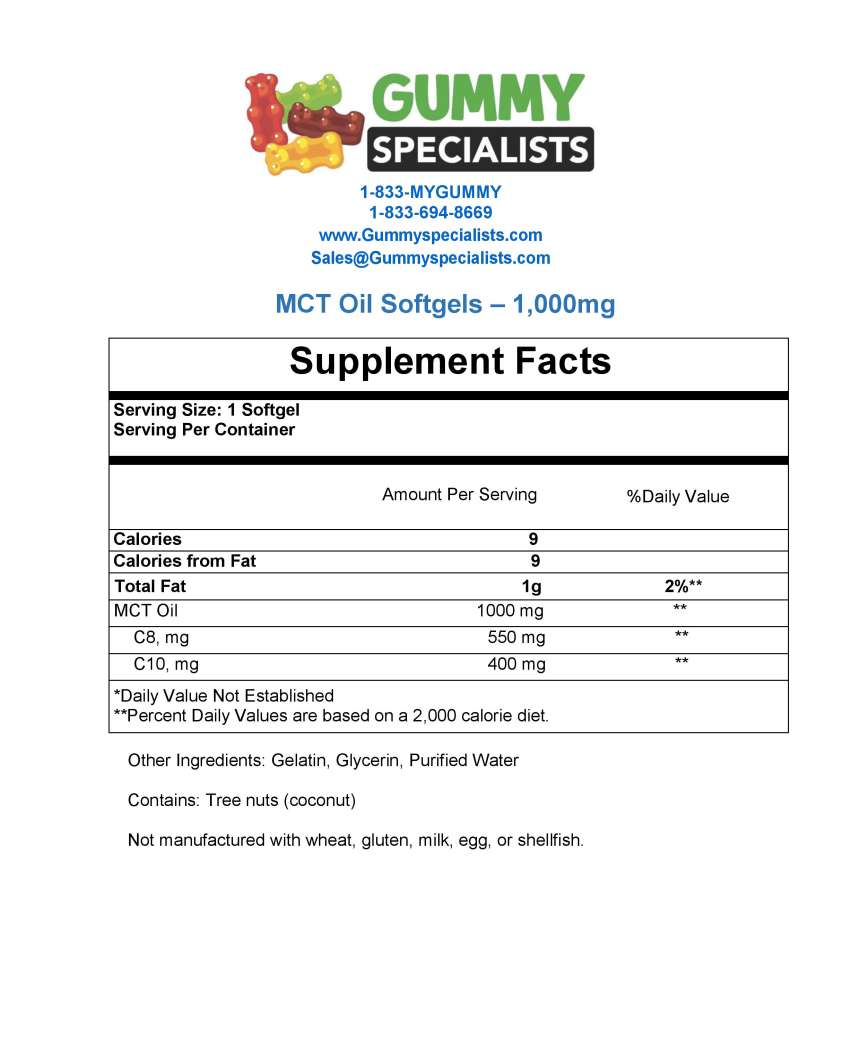 GUMMY
SPECIALISTS
1-833-MYGUMMY
1-833-694-8669
www.Gummyspecialists.com
Sales@Gummyspecialists.com
MCT Oil Softgels – 1,000mg
Supplement Facts
Serving Size: 1 Softgel
Serving Per Container
Amount Per Serving %Daily Value
Calories 9
Calories from Fat 9
Total Fat 1g 2%**
MCT Oil 1000 mg **
C8, mg 550 mg **
C10, mg 400 mg **
*Daily Value Not Established
**Percent Daily Values are based on a 2,000 calorie diet.
Other Ingredients: Gelatin, Glycerin, Purified Water
Contains: Tree nuts (coconut)
Not manufactured with wheat, gluten, milk, egg, or shellfish.